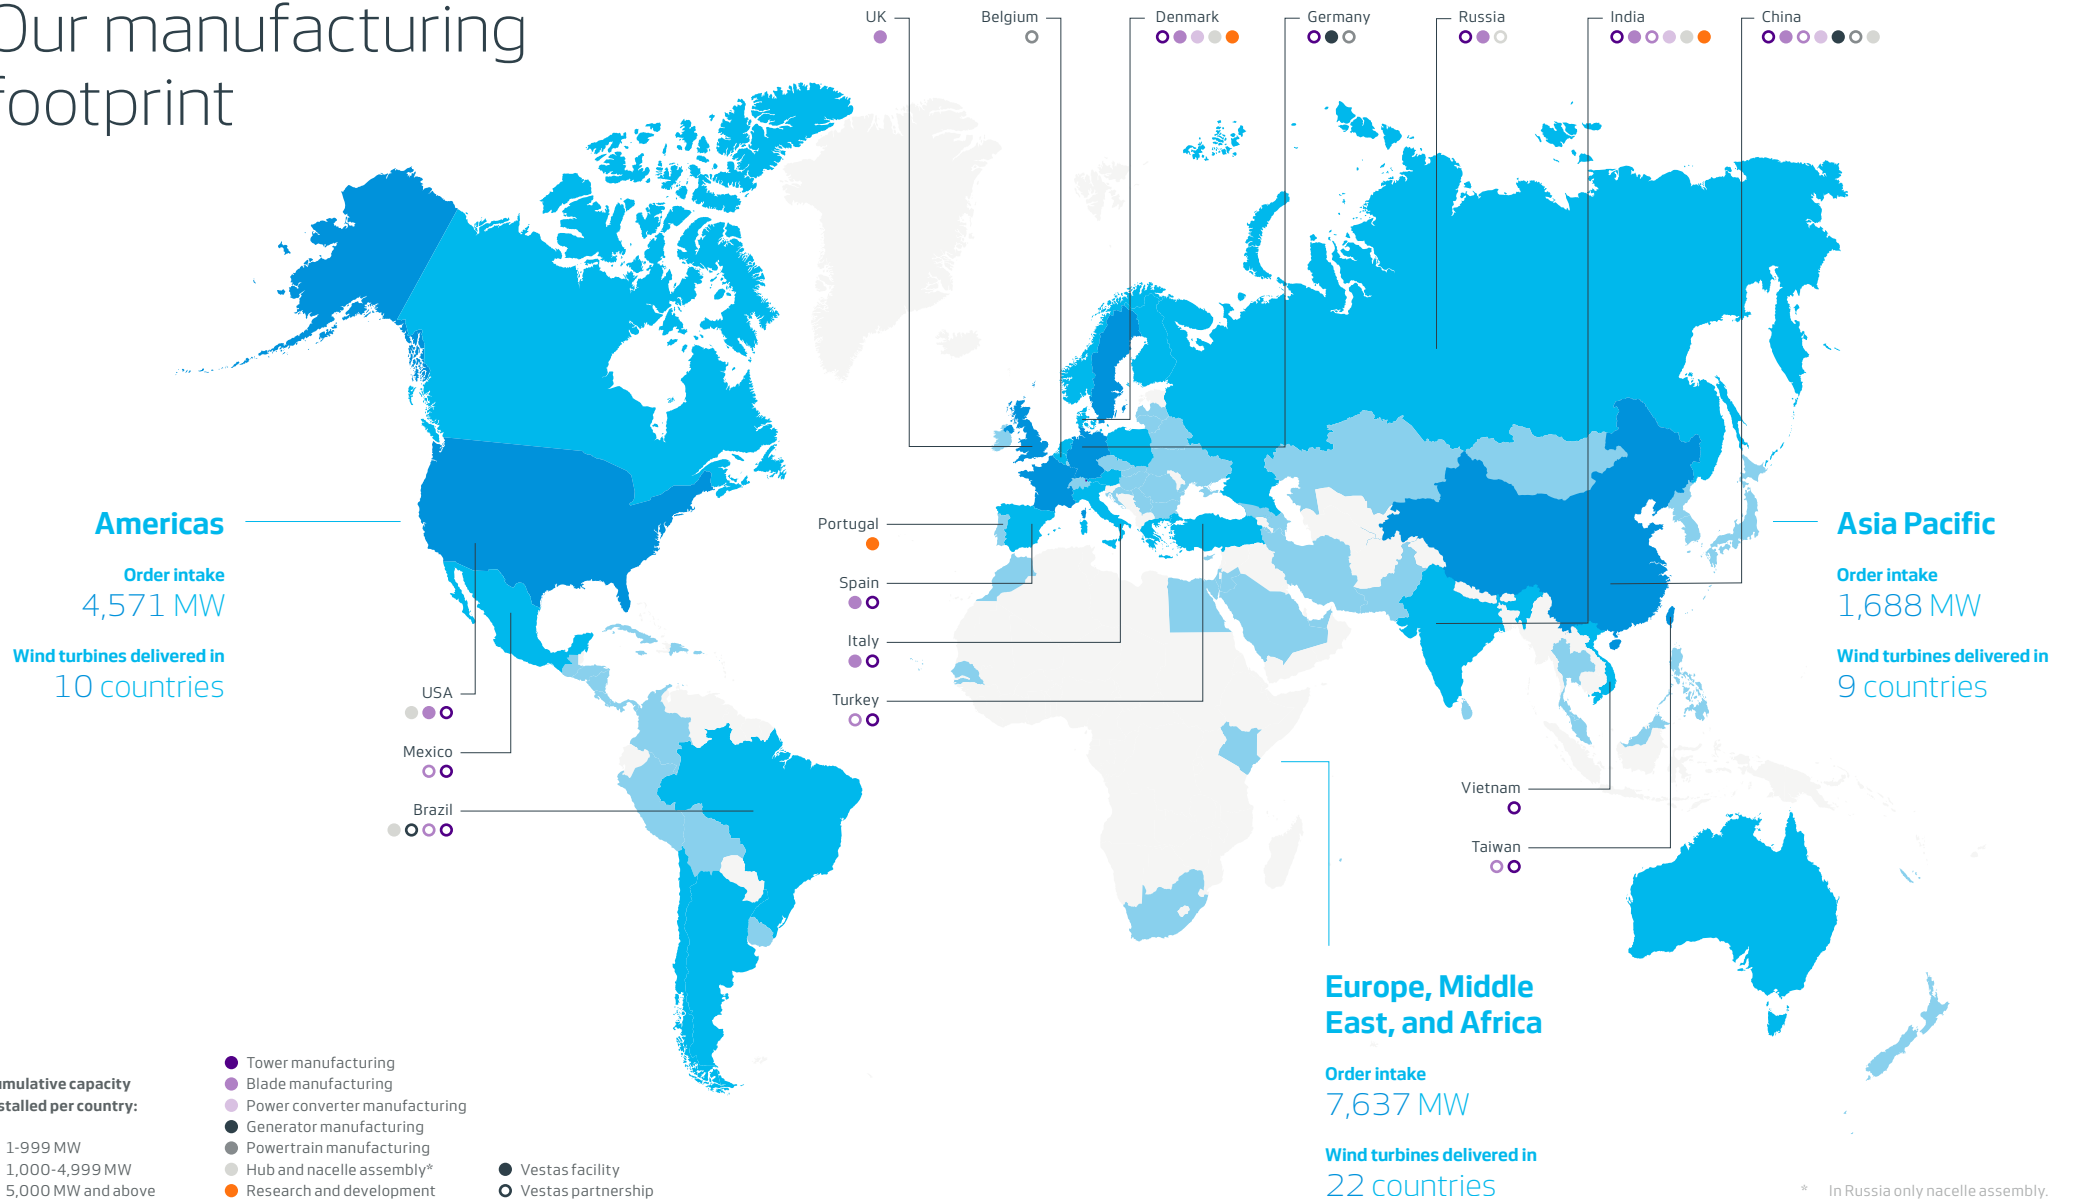 Our manufacturing
footprint
UK
Belgium
Denmark
Germany
Russia
India
China
Americas
Order intake
4,571 MW
Wind turbines delivered in
10 countries
USA
Mexico
Brazil
Portugal
Spain
Italy
Turkey
Asia Pacific
Order intake
1,688 MW
Wind turbines delivered in
9 countries
Vietnam
Taiwan
Europe, Middle
East, and Africa
Order intake
7,637 MW
Wind turbines delivered in
22 countries
umulative capacity
stalled per country:
1-999 MW
1,000-4,999 MW
5,000 MW and above
Tower manufacturing
Blade manufacturing
Power converter manufacturing
Generator manufacturing
Powertrain manufacturing
Hub and nacelle assembly*
Research and development
Vestas facility
Vestas partnership
* In Russia only nacelle assembly.